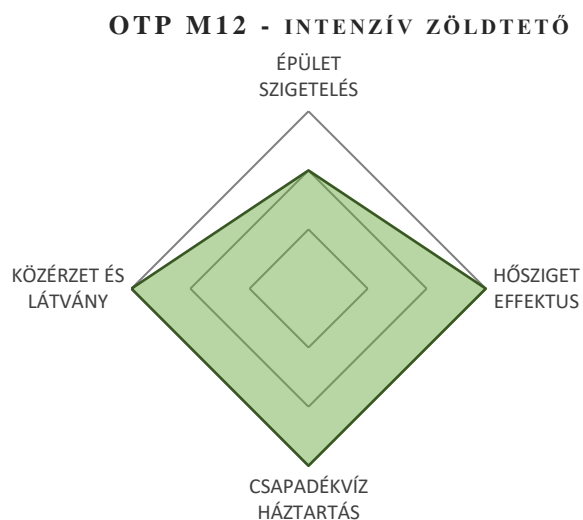 OTP M12 - INTENZÍV ZÖLDTETŐ
ÉPÜLET
SZIGETELÉS
KÖZÉRZET ÉS
LÁTVÁNY
HŐSZIGET
EFFEKTUS
CSAPADÉKVÍZ
HÁZTARTÁS